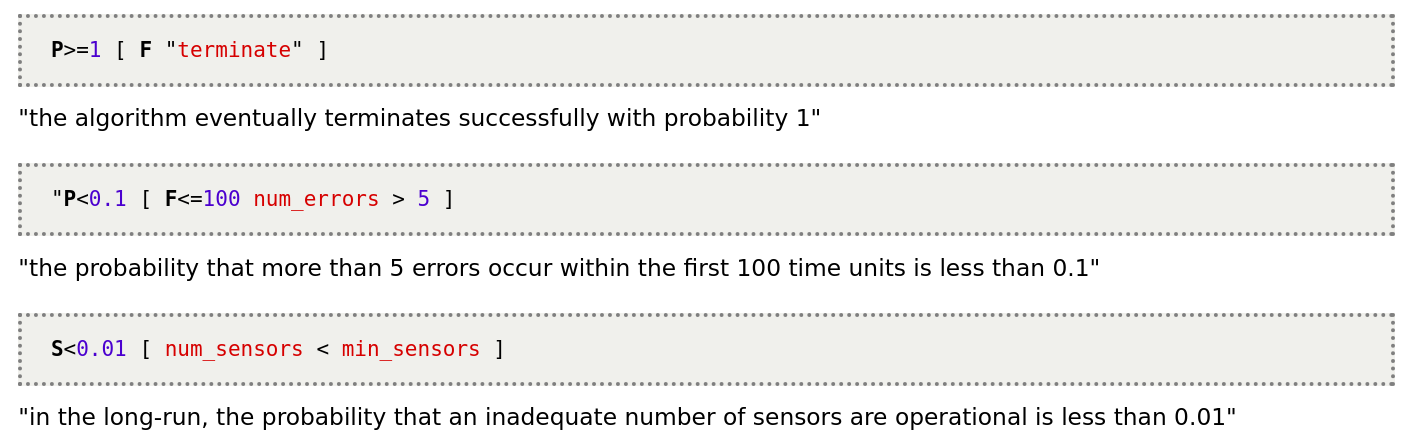 P>=1 [ F "terminate" ]
"the algorithm eventually terminates successfully with probability 1"
"P<0.1 [ F<=100 num_errors > 5 ]
"the probability that more than 5 errors occur within the first 100 time units is less than 0.1"
S<0.01 [ num_sensors < min_sensors ]
"in the long-run, the probability that an inadequate number of sensors are operational is less than 0.01"